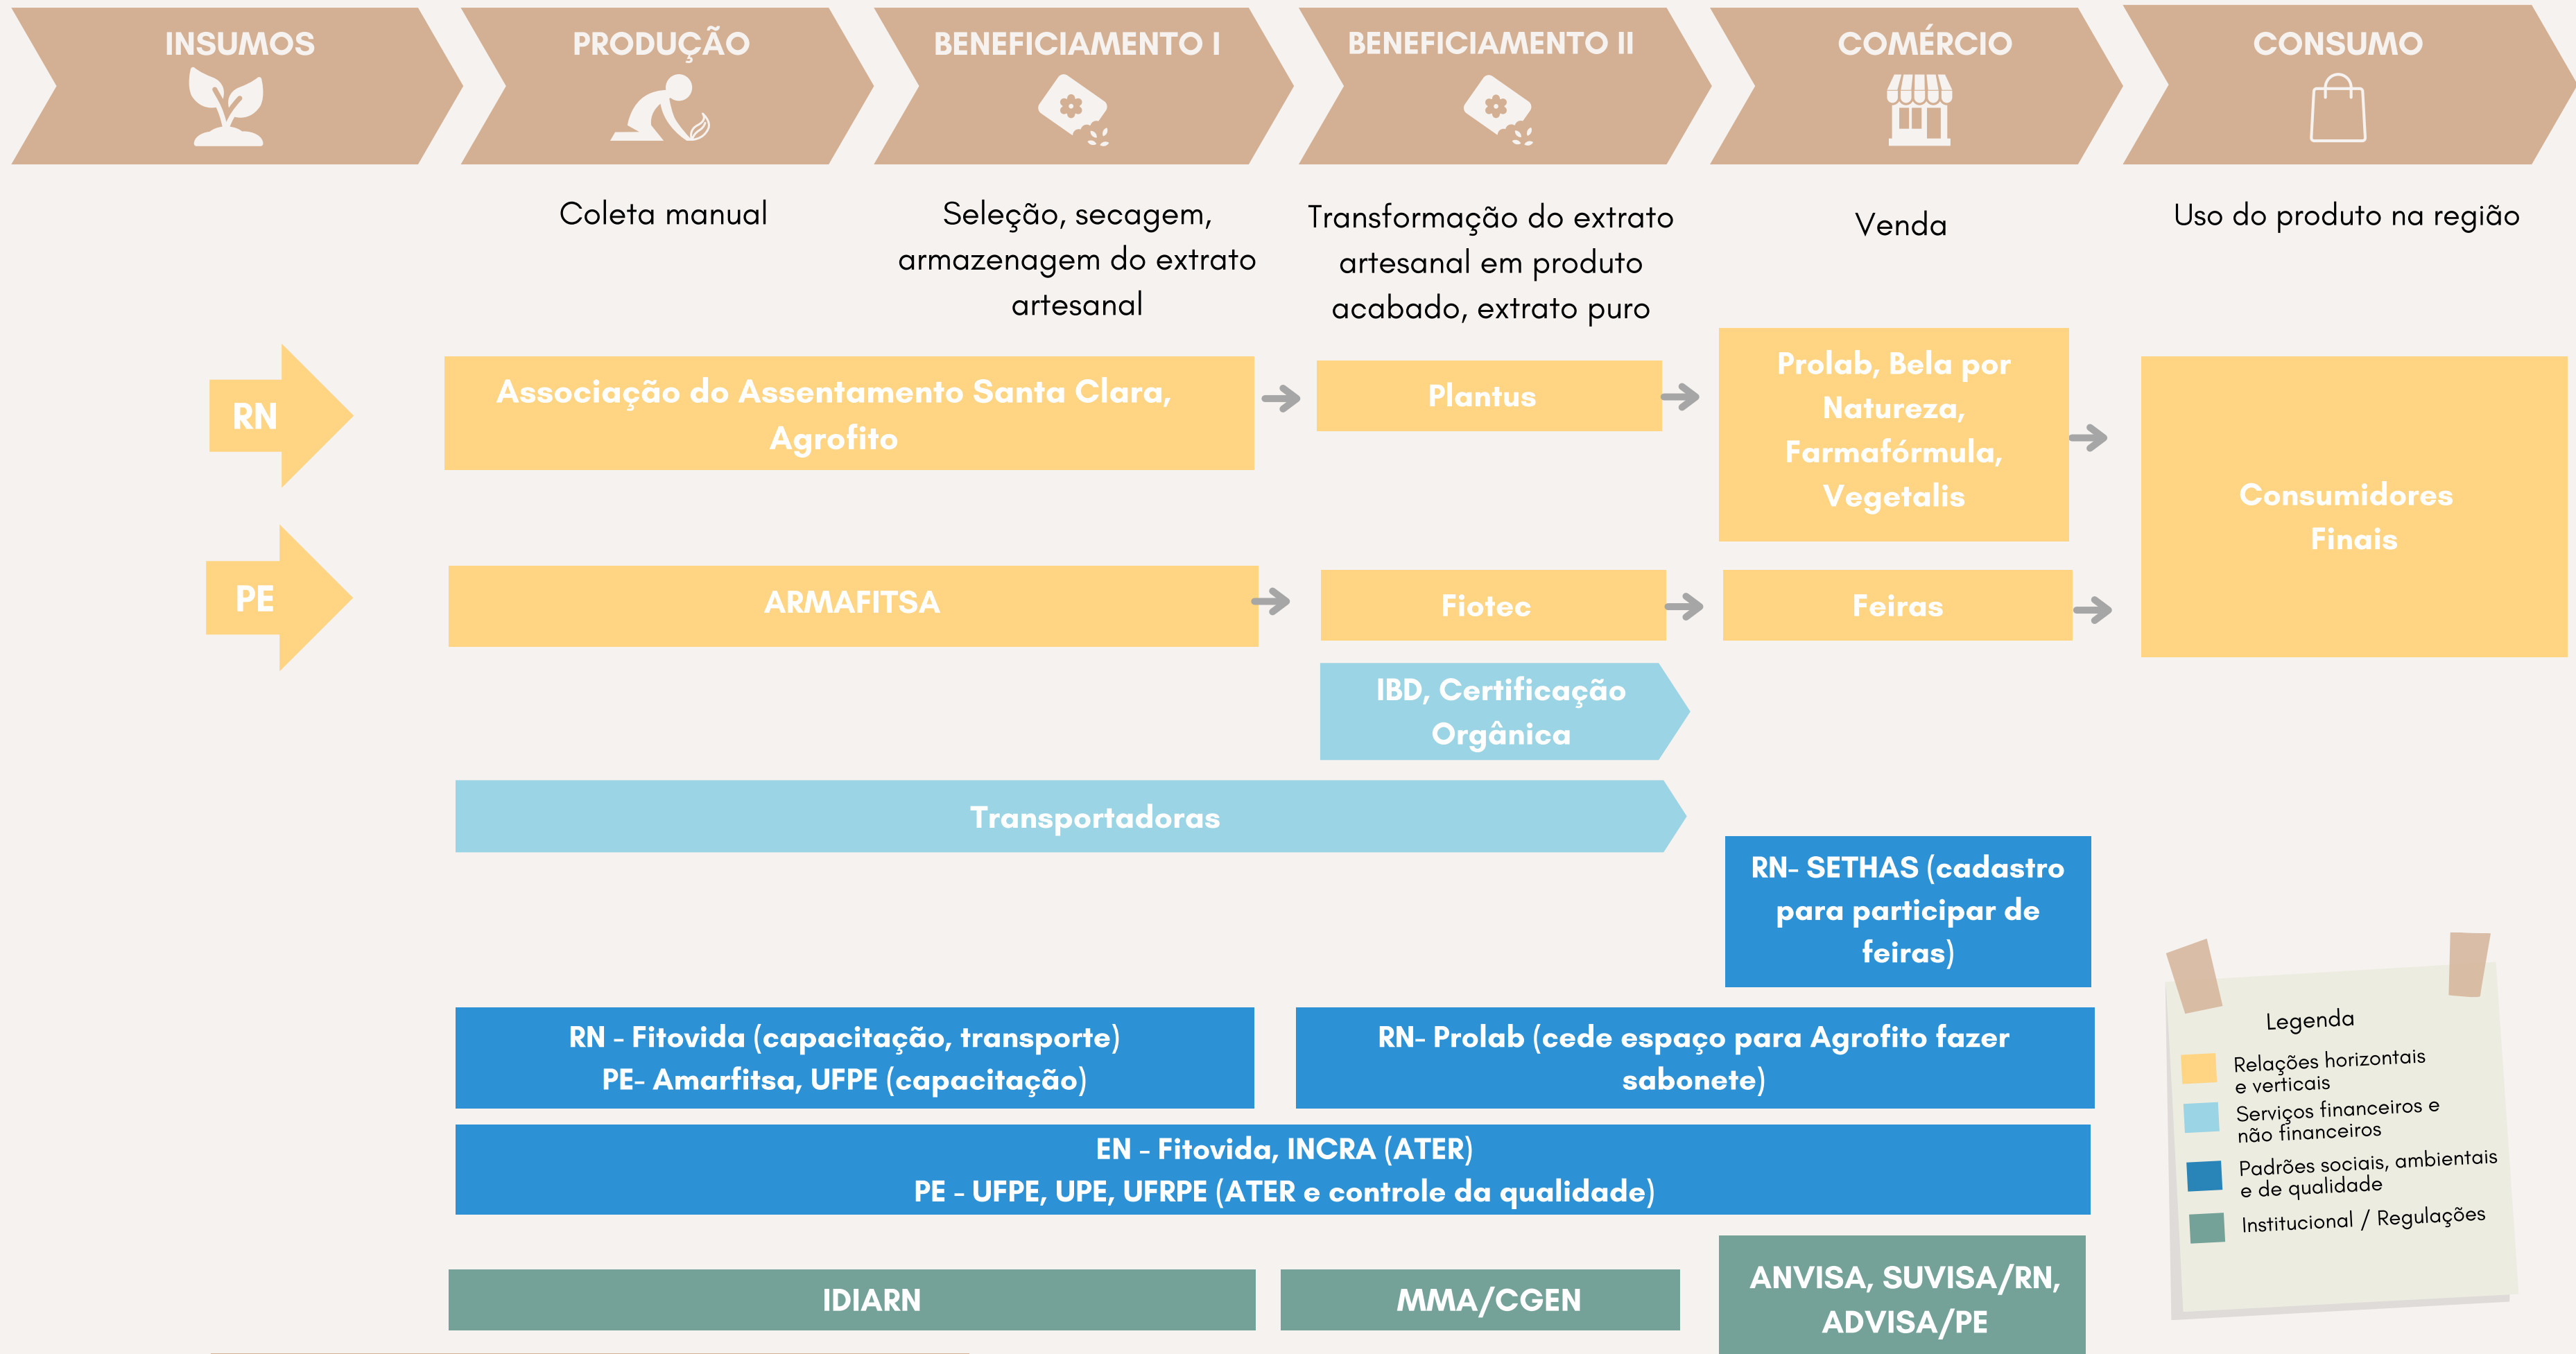 INSUMOS
PRODUÇÃO
BENEFICIAMENTO I
BENEFICIAMENTO II
COMÉRCIO
CONSUMO
Coleta manual
Seleção, secagem,
armazenagem do extrato
artesanal
Transformação do extrato
artesanal em produto
acabado, extrato puro
Venda
Uso do produto na região
RN
Associação do Assentamento Santa Clara,
Agrofito
Plantus
Prolab, Bela por
Natureza,
Farmafórmula,
Vegetalis
Consumidores
Finais
PE
ARMAFITSA
Fiotec
Feiras
IBD, Certificação
Orgânica
Transportadoras
RN- SETHAS (cadastro
para participar de
feiras)
RN - Fitovida (capacitação, transporte)
PE- Amarfitsa, UFPE (capacitação)
RN- Prolab (cede espaço para Agrofito fazer
sabonete)
EN - Fitovida, INCRA (ATER)
PE - UFPE, UPE, UFRPE (ATER e controle da qualidade)
IDIARN
MMA/CGEN
ANVISA, SUVISA/RN,
ADVISA/PE
Legenda
Relações horizontais
e verticais
Serviços financeiros e
não financeiros
Padrões sociais, ambientais
e de qualidade
Institucional / Regulações